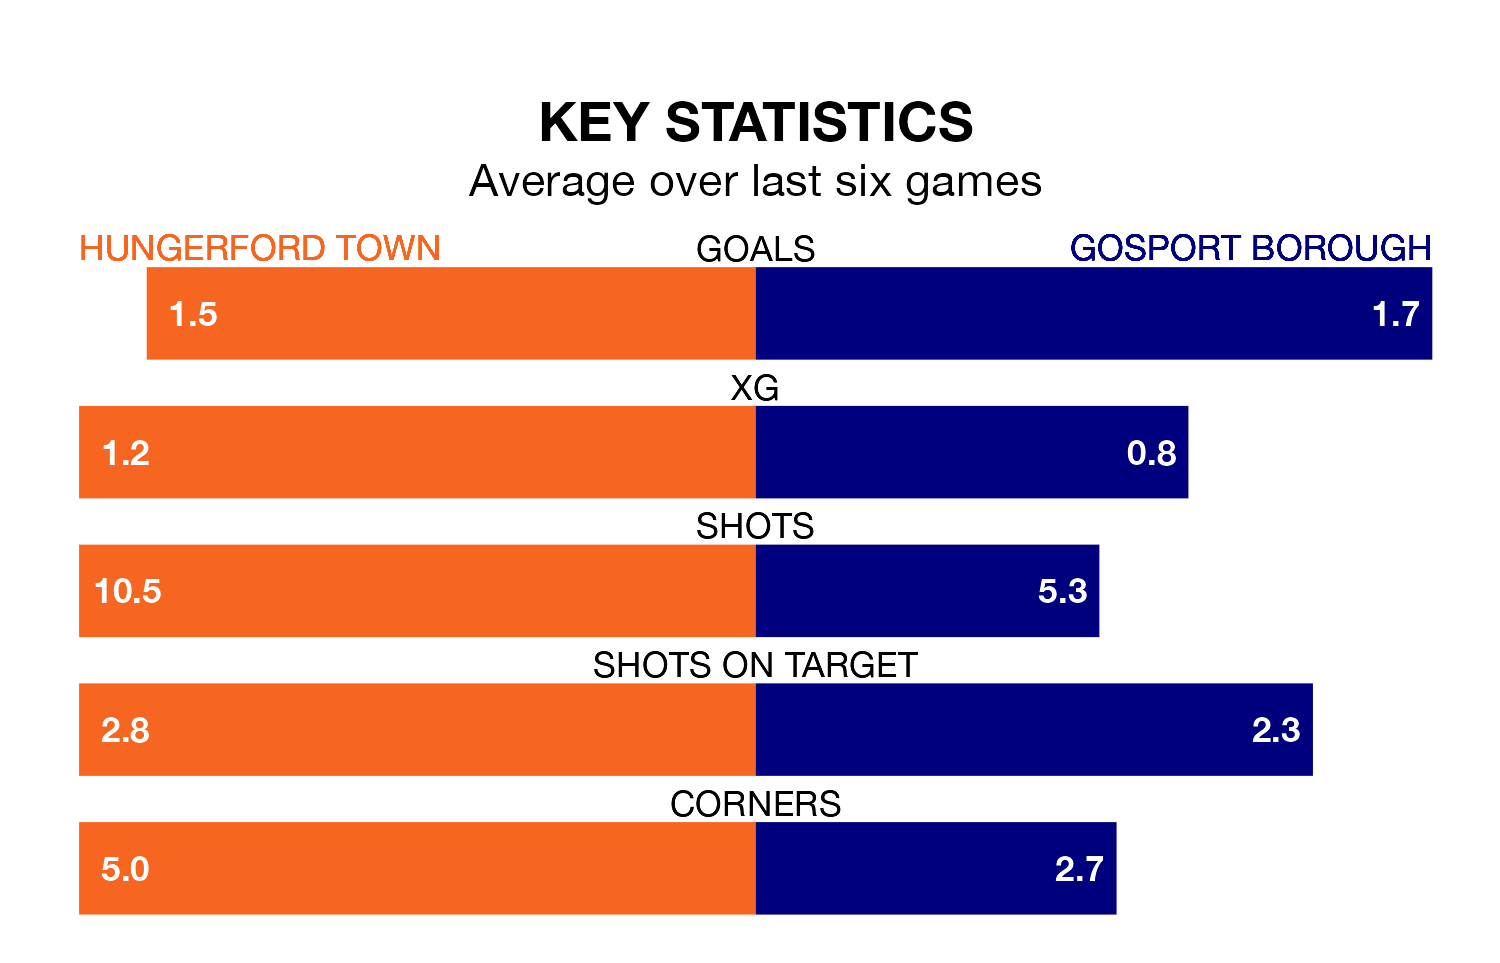 KEY STATISTICS
Average over last six games
HUNGERFORD TOWN GOALS GOSPORT BOROUGH
1.5 1.7
XG
1.2 0.8
SHOTS
10.5 5.3
SHOTS ON TARGET
2.8 2.3
CORNERS
5.0 2.7